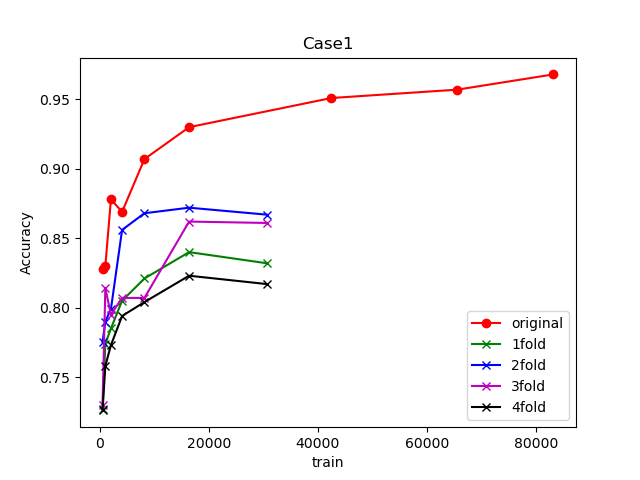 Case1
Accuracy
0.95
0.90
0.85
0.80
0.75
0 20000 40000 60000 80000
train
original
1fold
2fold
3fold
4fold